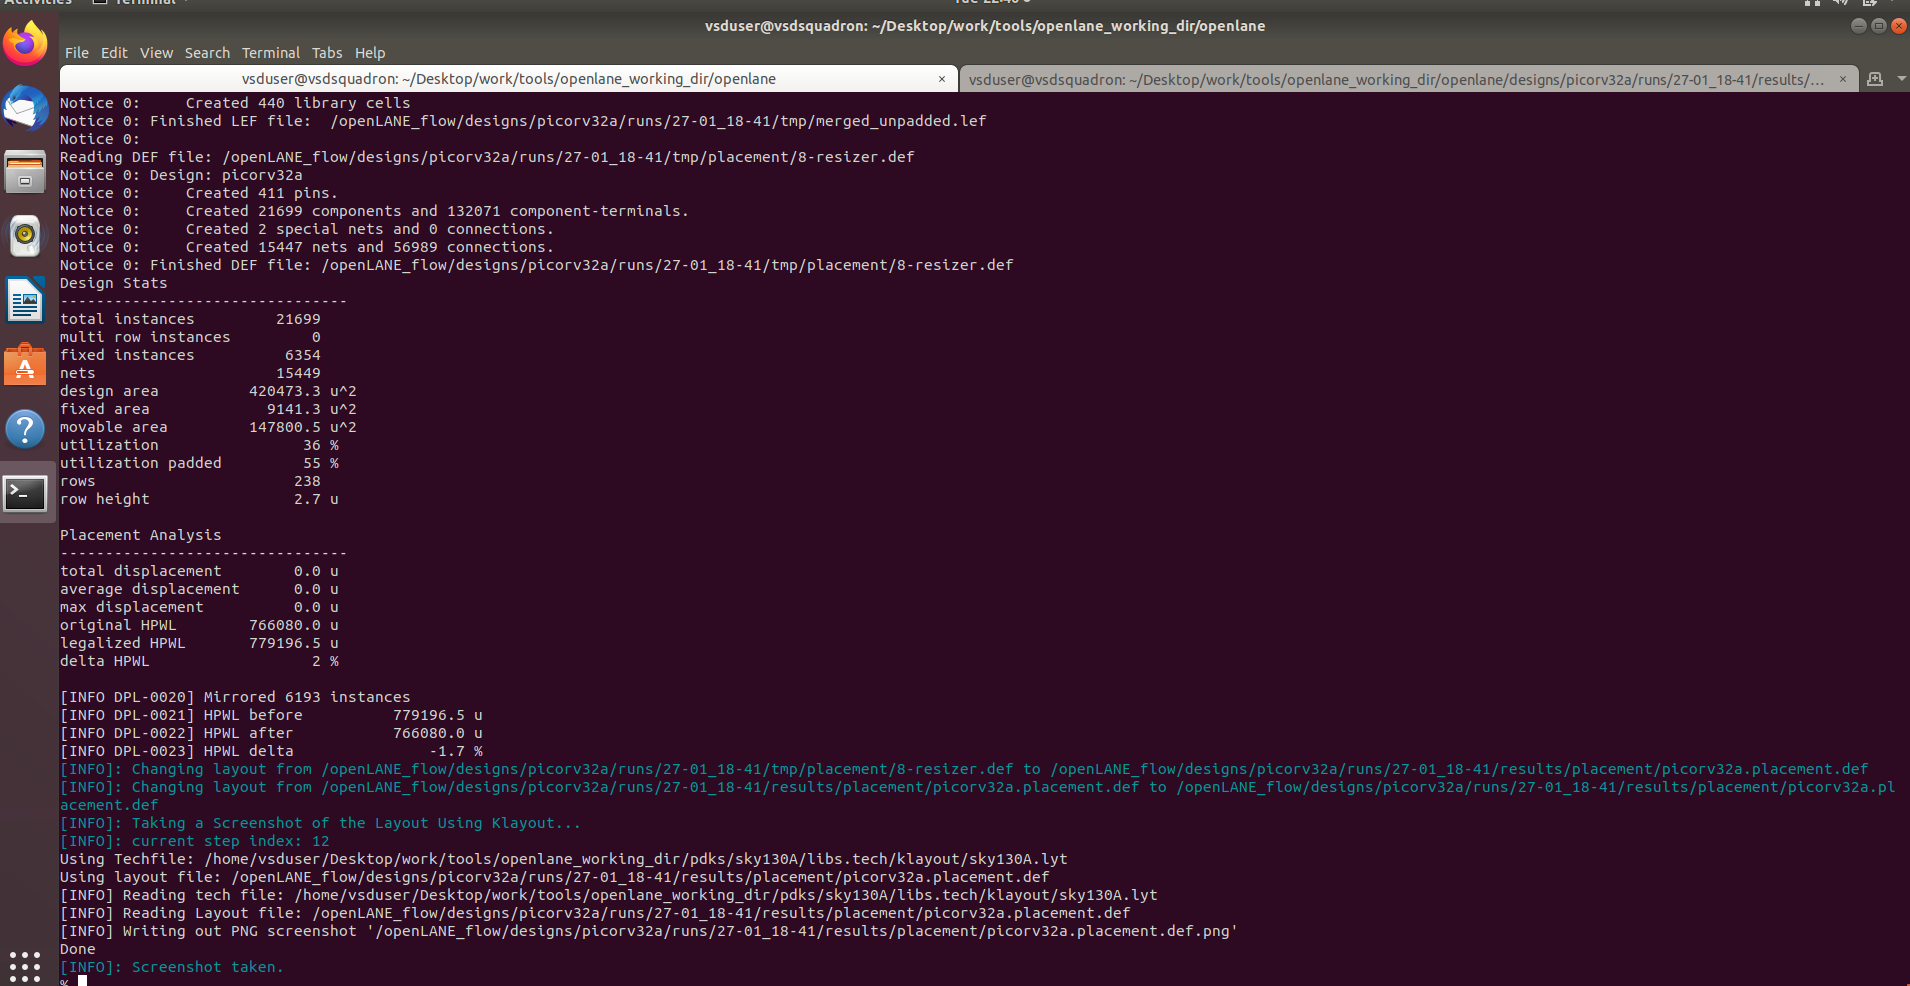 Activities Terminal
vsduser@vsdsquadron: ~/Desktop/work/tools/openlane_working_dir/openlane
File Edit View Search Terminal Tabs Help
vsduser@vsdsquadron: ~/Desktop/work/tools/openlane_working_dir/openlane × vsduser@vsdsquadron: ~/Desktop/work/tools/openlane_working_dir/openlane/designs/picorv32a/runs/27-01_18-41/results/... ×
Notice 0:     Created 440 library cells
Notice 0: Finished LEF file:  /openLANE_flow/designs/picorv32a/runs/27-01_18-41/tmp/merged_unpadded.lef
Notice 0:
Reading DEF file: /openLANE_flow/designs/picorv32a/runs/27-01_18-41/tmp/placement/8-resizer.def
Notice 0: Design: picorv32a
Notice 0:     Created 411 pins.
Notice 0:     Created 21699 components and 132071 component-terminals.
Notice 0:     Created 2 special nets and 0 connections.
Notice 0:     Created 15447 nets and 56989 connections.
Notice 0: Finished DEF file: /openLANE_flow/designs/picorv32a/runs/27-01_18-41/tmp/placement/8-resizer.def
Design Stats
--------------------------------
total instances         21699
multi row instances         0
fixed instances          6354
nets                    15449
design area          420473.3 u^2
fixed area             9141.3 u^2
movable area         147800.5 u^2
utilization                36 %
utilization padded         55 %
rows                      238
row height                2.7 u
Placement Analysis
--------------------------------
total displacement        0.0 u
average displacement      0.0 u
max displacement          0.0 u
original HPWL        766080.0 u
legalized HPWL       779196.5 u
delta HPWL                  2 %
[INFO DPL-0020] Mirrored 6193 instances
[INFO DPL-0021] HPWL before          779196.5 u
[INFO DPL-0022] HPWL after           766080.0 u
[INFO DPL-0023] HPWL delta               -1.7 %
[INFO]: Changing layout from /openLANE_flow/designs/picorv32a/runs/27-01_18-41/tmp/placement/8-resizer.def to /openLANE_flow/designs/picorv32a/runs/27-01_18-41/results/placement/picorv32a.placement.def
[INFO]: Changing layout from /openLANE_flow/designs/picorv32a/runs/27-01_18-41/results/placement/picorv32a.placement.def to /openLANE_flow/designs/picorv32a/runs/27-01_18-41/results/placement/picorv32a.pl
acement.def
[INFO]: Taking a Screenshot of the Layout Using Klayout...
[INFO]: current step index: 12
Using Techfile: /home/vsduser/Desktop/work/tools/openlane_working_dir/pdks/sky130A/libs.tech/klayout/sky130A.lyt
Using layout file: /openLANE_flow/designs/picorv32a/runs/27-01_18-41/results/placement/picorv32a.placement.def
[INFO] Reading tech file: /home/vsduser/Desktop/work/tools/openlane_working_dir/pdks/sky130A/libs.tech/klayout/sky130A.lyt
[INFO] Reading Layout file: /openLANE_flow/designs/picorv32a/runs/27-01_18-41/results/placement/picorv32a.placement.def
[INFO] Writing out PNG screenshot '/openLANE_flow/designs/picorv32a/runs/27-01_18-41/results/placement/picorv32a.placement.def.png'
Done
[INFO]: Screenshot taken.
%